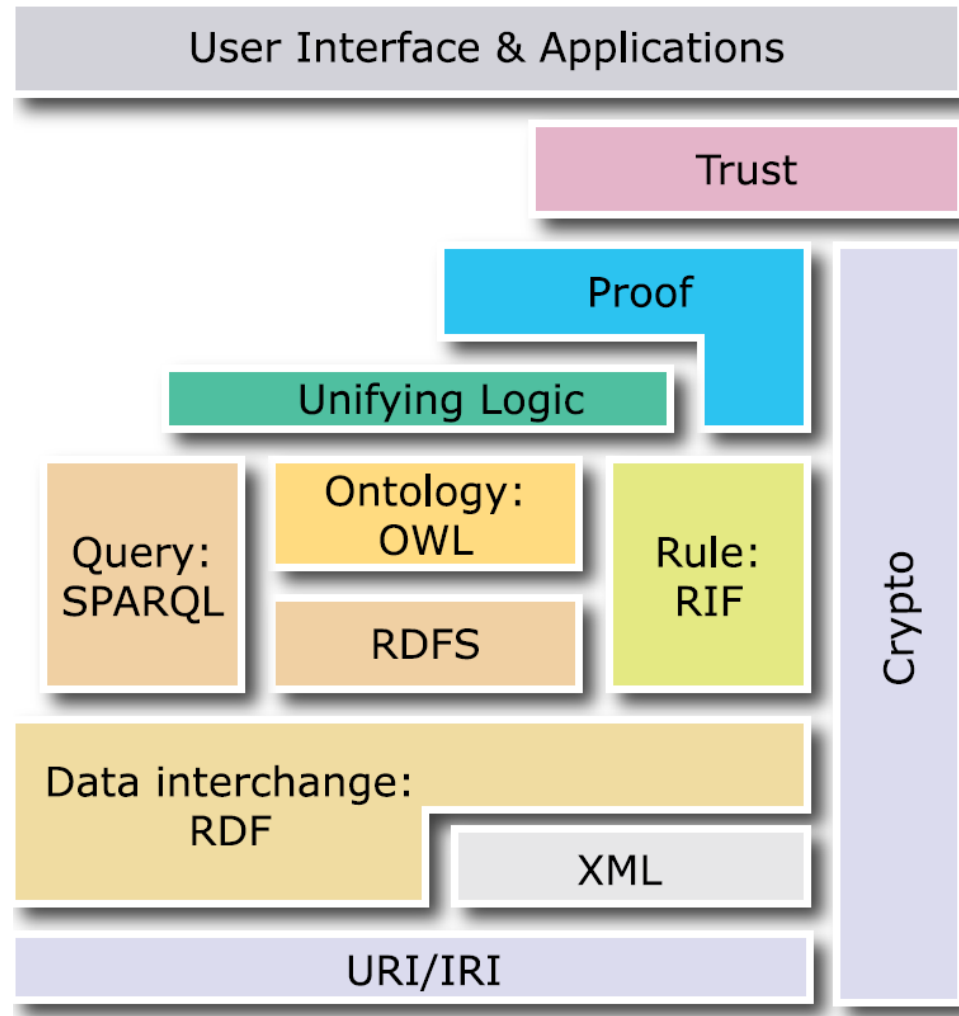 User Interface & Applications
Trust
Proof
Unifying Logic
Query:
SPARQL
Ontology:
OWL
RDFS
Rule:
RIF
Crypto
Data interchange:
RDF
XML
URI/IRI